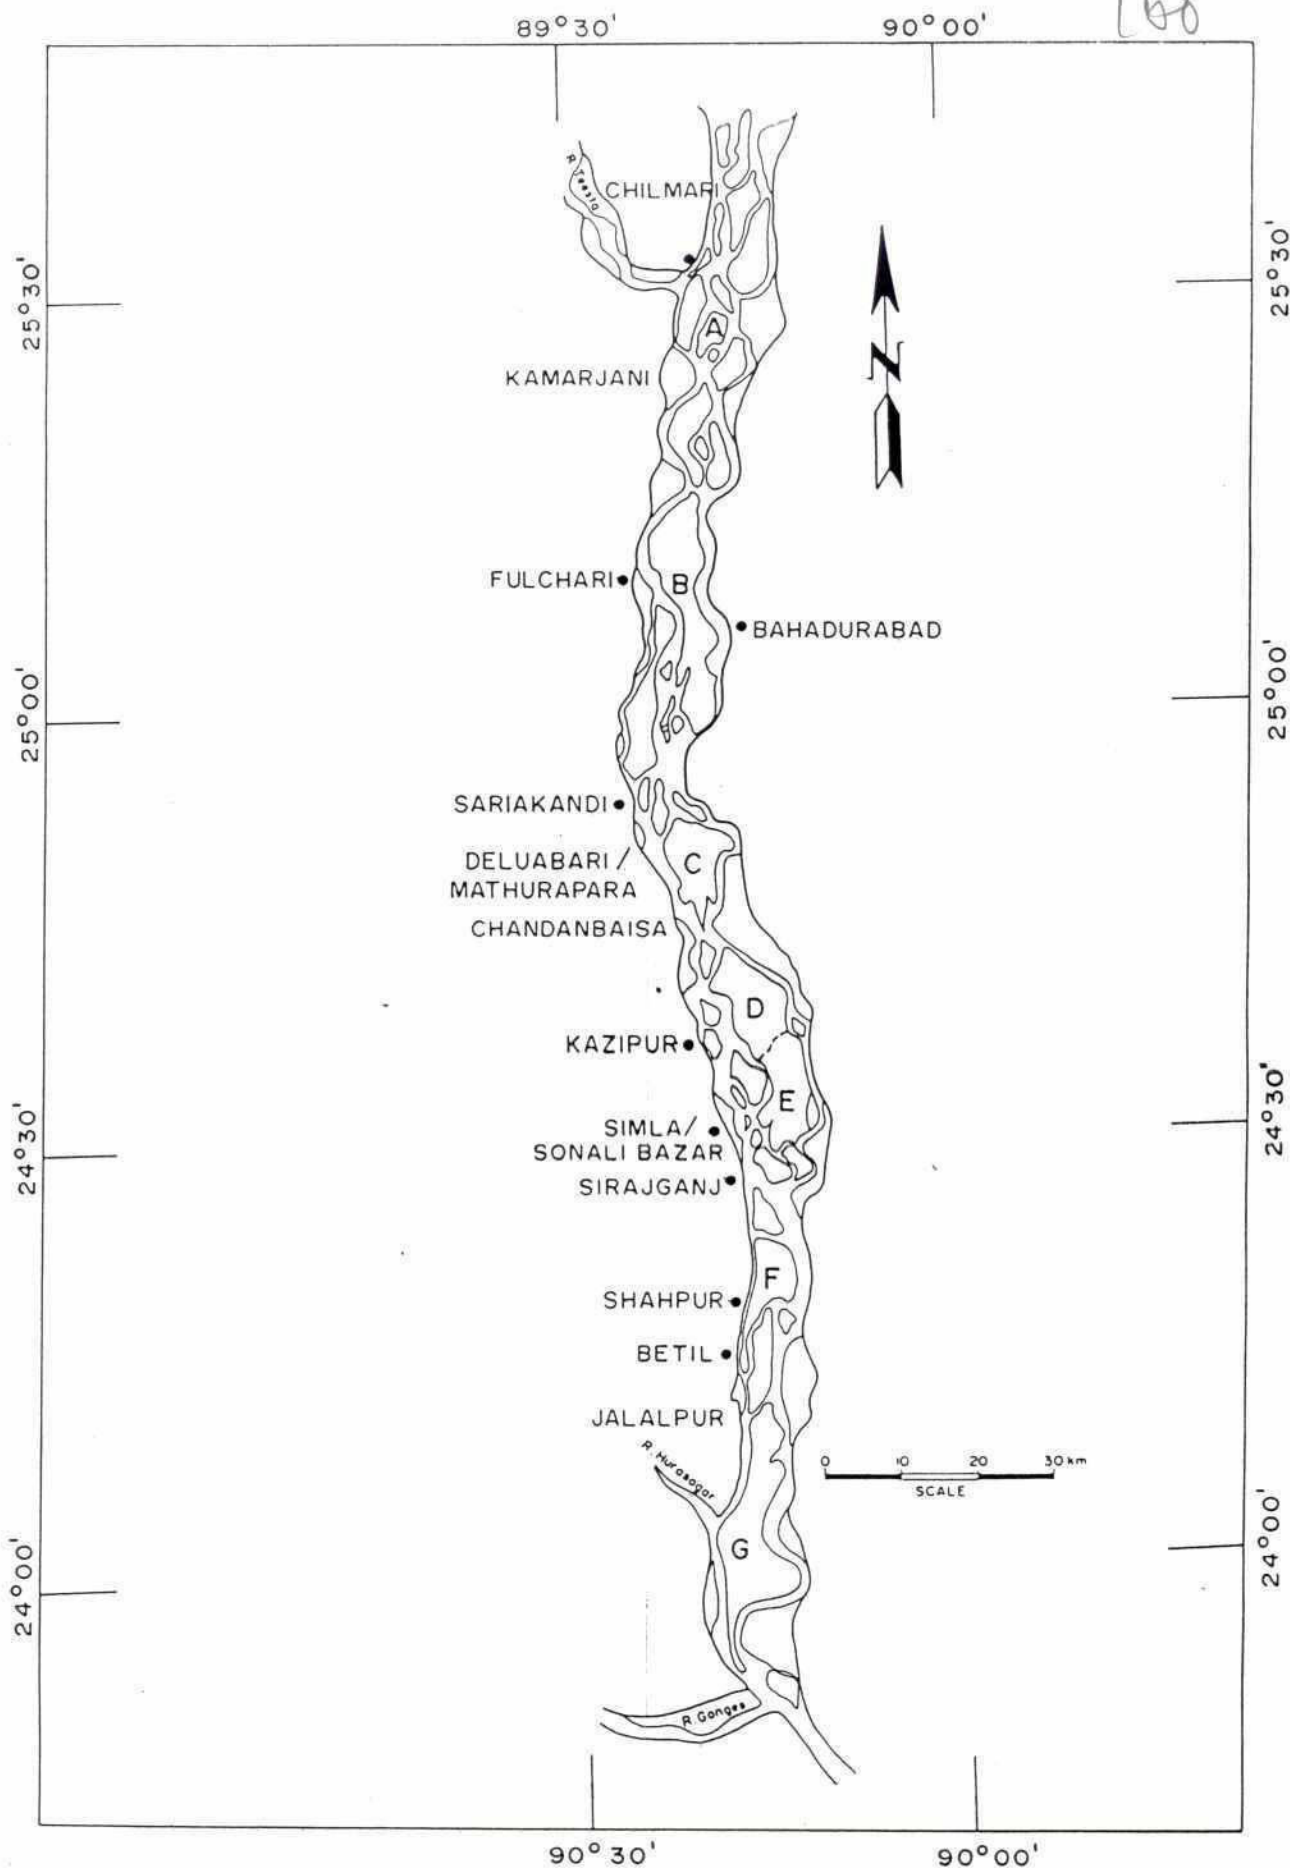 89°30'
90°00'
R. Teesta
CHILMARI
25°30'
25°30'
A
KAMARJANI
N
FULCHARI
B
BAHADURABAD
25°00'
25°00'
SARIAKANDI
DELUABARI /
MATHURAPARA
C
CHANDANBAISA
D
KAZIPUR
E
24°30'
24°30'
SIMLA/
SONALI BAZAR
SIRAJGANJ
F
SHAHPUR
BETIL
JALALPUR
R. Hurasagar
0 10 20 30 km
SCALE
G
24°00'
24°00'
R. Ganges
90°30'
90°00'